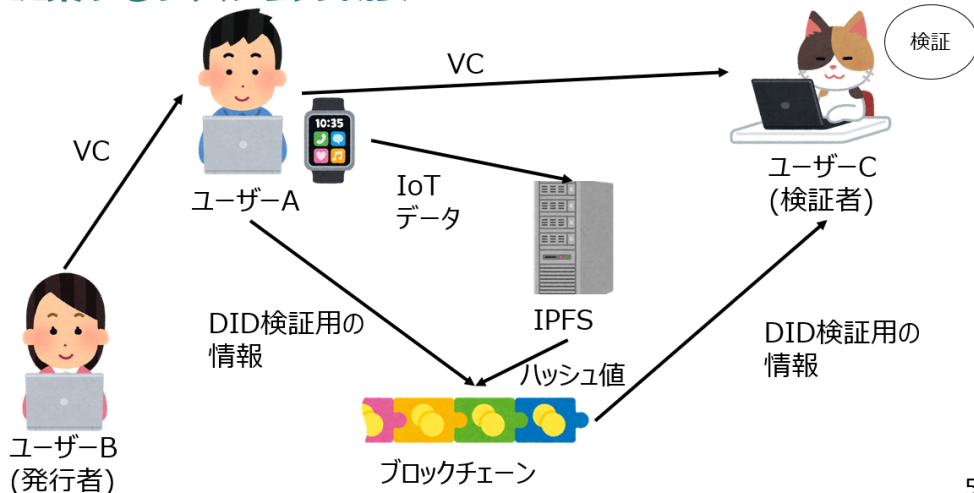 検証
VC
VC
10:35
ユーザーA
IoT
データ
ユーザーC
(検証者)
IPFS
DID検証用の
情報
DID検証用の
情報
ハッシュ値
ユーザーB
(発行者)
ブロックチェーン
5